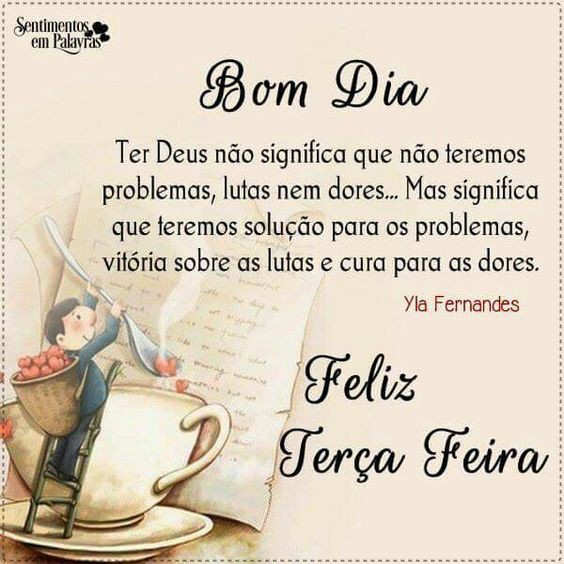 Sentimentos
em Palavras
Bom Dia
Ter Deus não significa que não teremos
problemas, lutas nem dores... Mas significa
que teremos solução para os problemas,
vitória sobre as lutas e cura para as dores.
Yla Fernandes
Feliz
Terça Feira